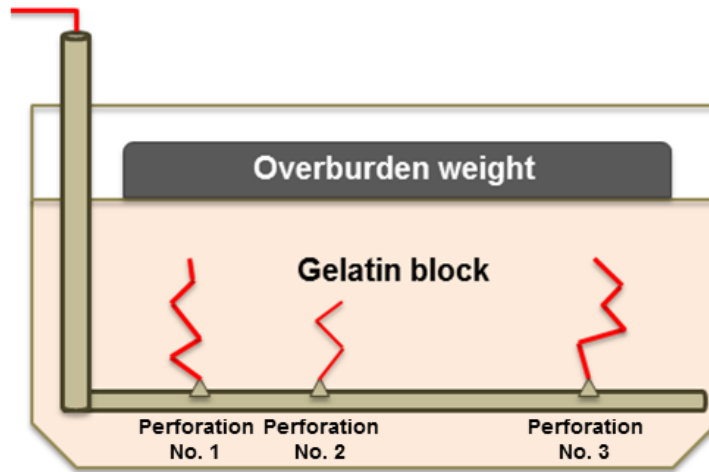 Overburden weight
Gelatin block
Perforation
No. 1
Perforation
No. 2
Perforation
No. 3